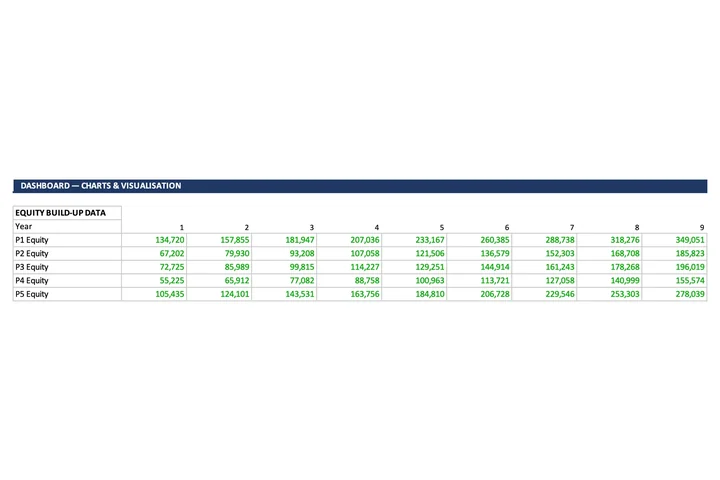 DASHBOARD — CHARTS & VISUALISATION
EQUITY BUILD-UP DATA
Year 1 2 3 4 5 6 7 8 9
P1 Equity 134,720 157,855 181,947 207,036 233,167 260,385 288,738 318,276 349,051
P2 Equity 67,202 79,930 93,208 107,058 121,506 136,579 152,303 168,708 185,823
P3 Equity 72,725 85,989 99,815 114,227 129,251 144,914 161,243 178,268 196,019
P4 Equity 55,225 65,912 77,082 88,758 100,963 113,721 127,058 140,999 155,574
P5 Equity 105,435 124,101 143,531 163,756 184,810 206,728 229,546 253,303 278,039